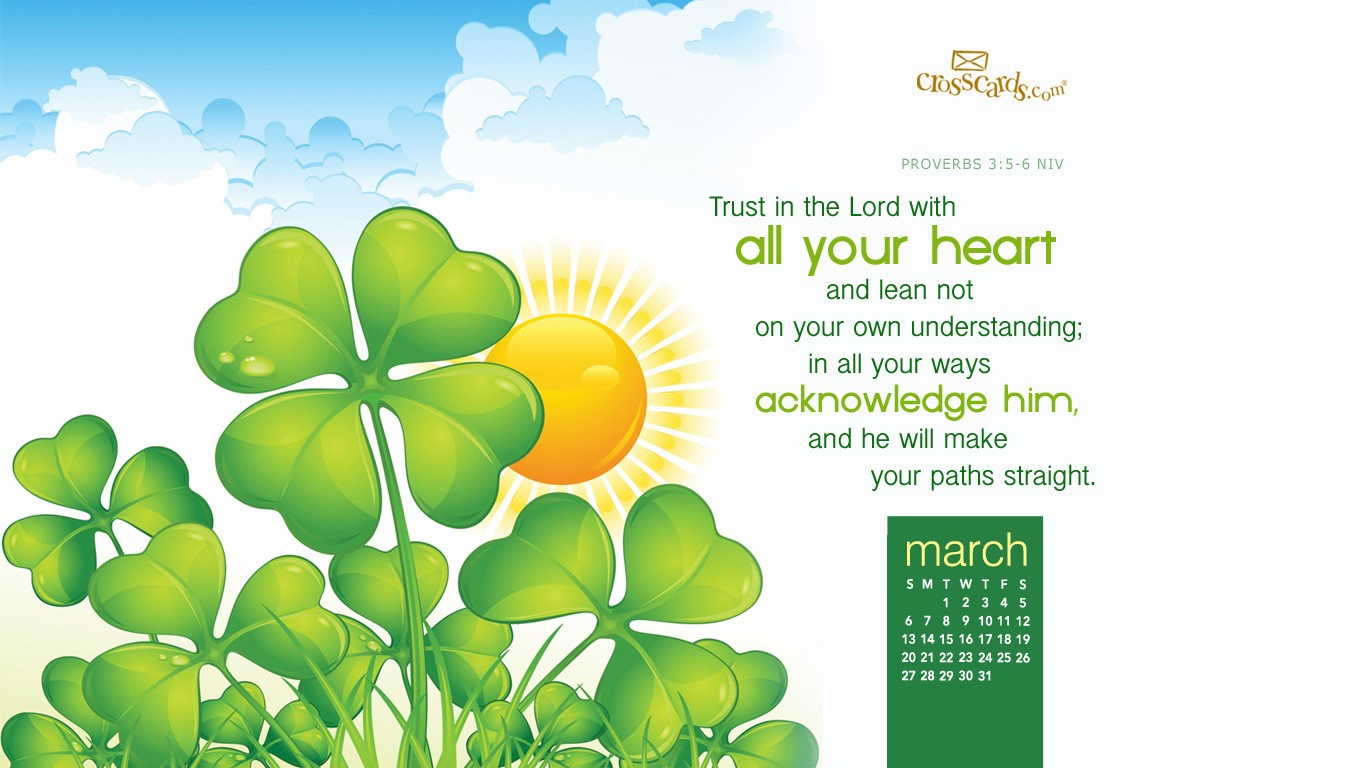 crosscards.com®
PROVERBS 3:5-6 NIV
Trust in the Lord with
all your heart
and lean not
on your own understanding;
in all your ways
acknowledge him,
and he will make
your paths straight.
march
S M T W T F S
1 2 3 4 5
6 7 8 9 10 11 12
13 14 15 16 17 18 19
20 21 22 23 24 25 26
27 28 29 30 31